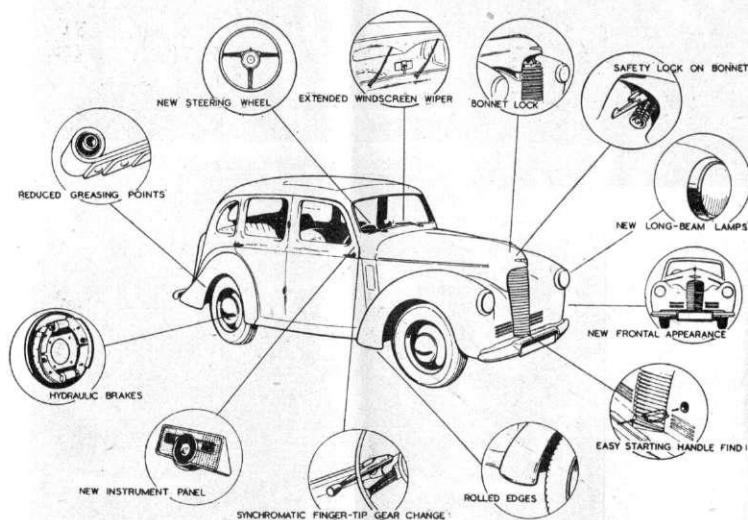 NEW STEERING WHEEL
EXTENDED WINDSCREEN WIPER
BONNET LOCK
SAFETY LOCK ON BONNET
REDUCED GREASING POINTS
NEW LONG-BEAM LAMPS
NEW FRONTAL APPEARANCE
HYDRAULIC BRAKES
EASY STARTING HANDLE FIND
NEW INSTRUMENT PANEL
ROLLED EDGES
SYNCHROMATIC FINGER-TIP GEAR CHANGE